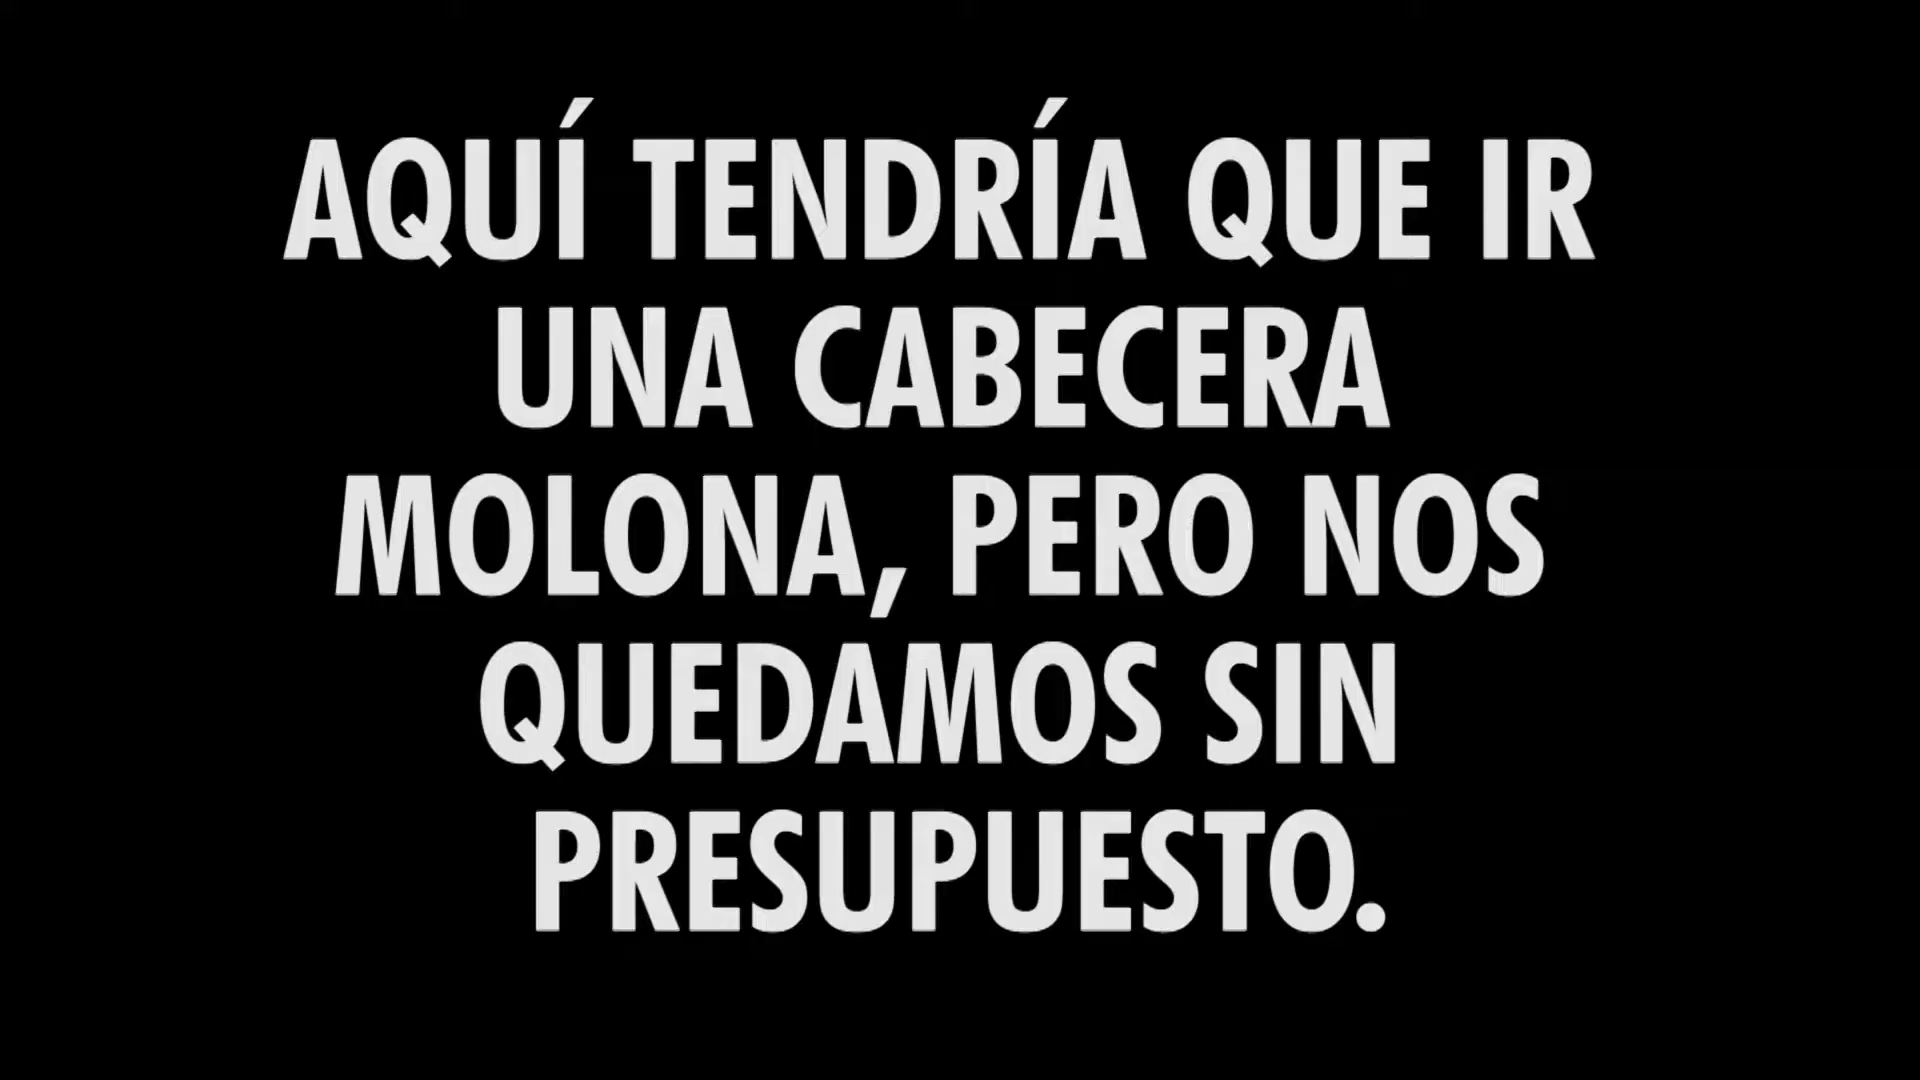 AQUÍ TENDRÍA QUE IR
UNA CABECERA
MOLONA, PERO NOS
QUEDAMOS SIN
PRESUPUESTO.